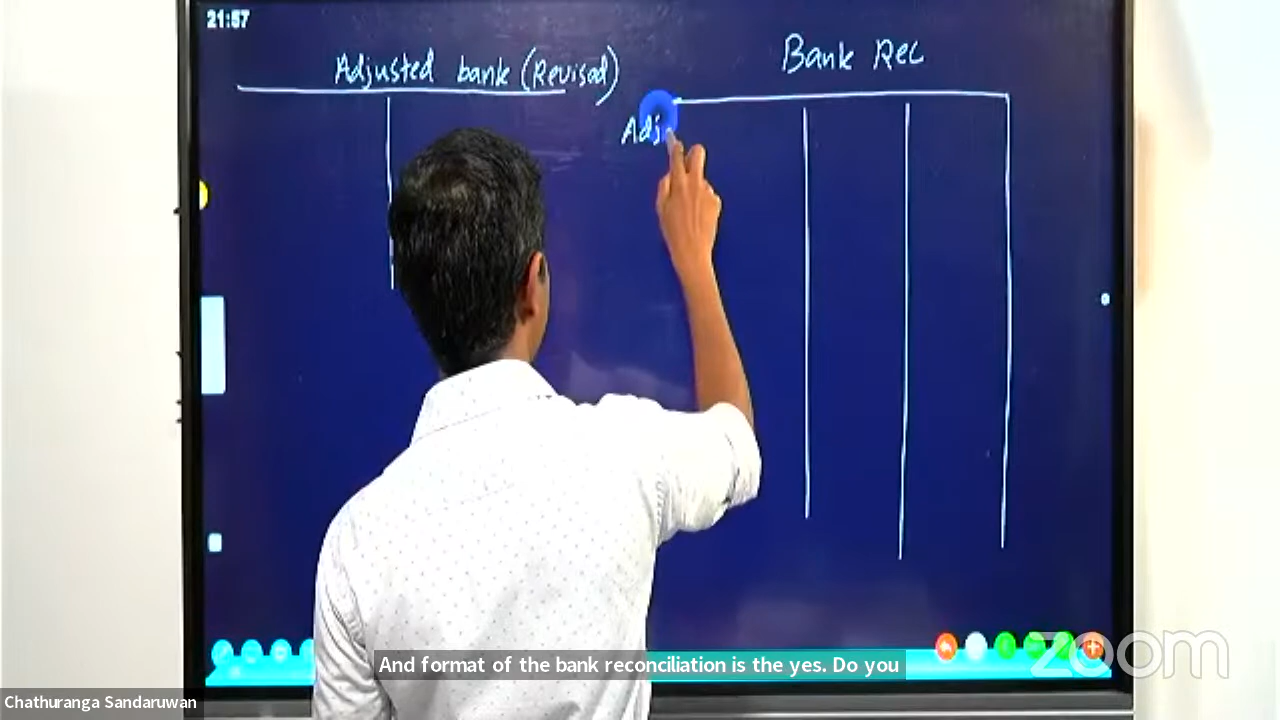 21:57
Adjusted bank (Revised)
Bank Rec
Adj.
zoom
And format of the bank reconciliation is the yes. Do you
Chathuranga Sandaruwan